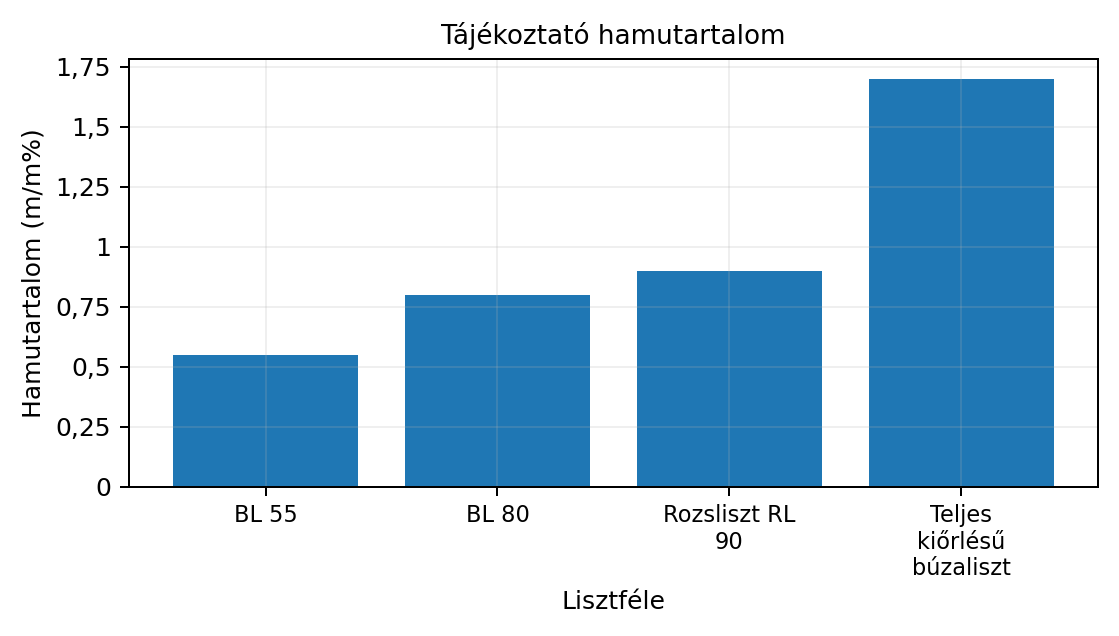 Tájékoztató hamutartalom
Hamutartalom (m/m%)
1,75
1,5
1,25
1
0,75
0,5
0,25
0
BL 55
BL 80
Rozsliszt RL
90
Teljes
kiőrlésű
búzaliszt
Lisztféle